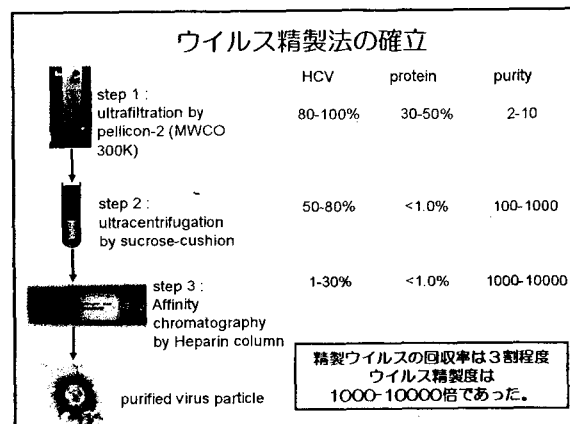 ウイルス精製法の確立
HCV protein purity
step 1 :
ultrafiltration by
pellicon-2 (MWCO
300K)
80-100% 30-50% 2-10
step 2 :
ultracentrifugation
by sucrose-cushion
50-80% <1.0% 100-1000
step 3 :
Affinity
chromatography
by Heparin column
1-30% <1.0% 1000-10000
purified virus particle
精製ウイルスの回収率は３割程度
ウイルス精製度は
1000-10000倍であった。